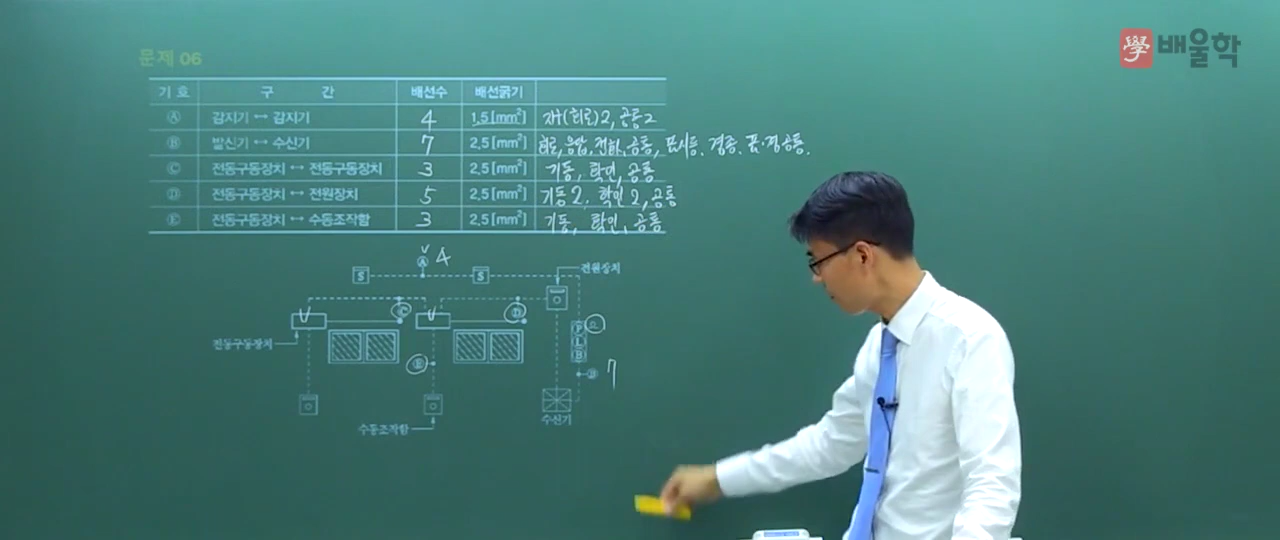 學 배울학
문제 06
기호 구 간 배선수 배선굵기
Ⓐ 감지기 ↔ 감지기 4 1.5[mm²] 지구(회로)2, 공통2
Ⓑ 발신기 ↔ 수신기 7 2.5[mm²] 회로, 응답, 전화, 공통, 표시등, 경종, 표·경 공통.
Ⓒ 전동구동장치 ↔ 전동구동장치 3 2.5[mm²] 기동, 확인, 공통
Ⓓ 전동구동장치 ↔ 전원장치 5 2.5[mm²] 기동2, 확인2, 공통
Ⓔ 전동구동장치 ↔ 수동조작함 3 2.5[mm²] 기동, 확인, 공통
Ⓐ 4
S S 전원장치
Ⓒ Ⓓ
P
L
B
전동구동장치
Ⓔ Ⓑ 7
수신기
수동조작함